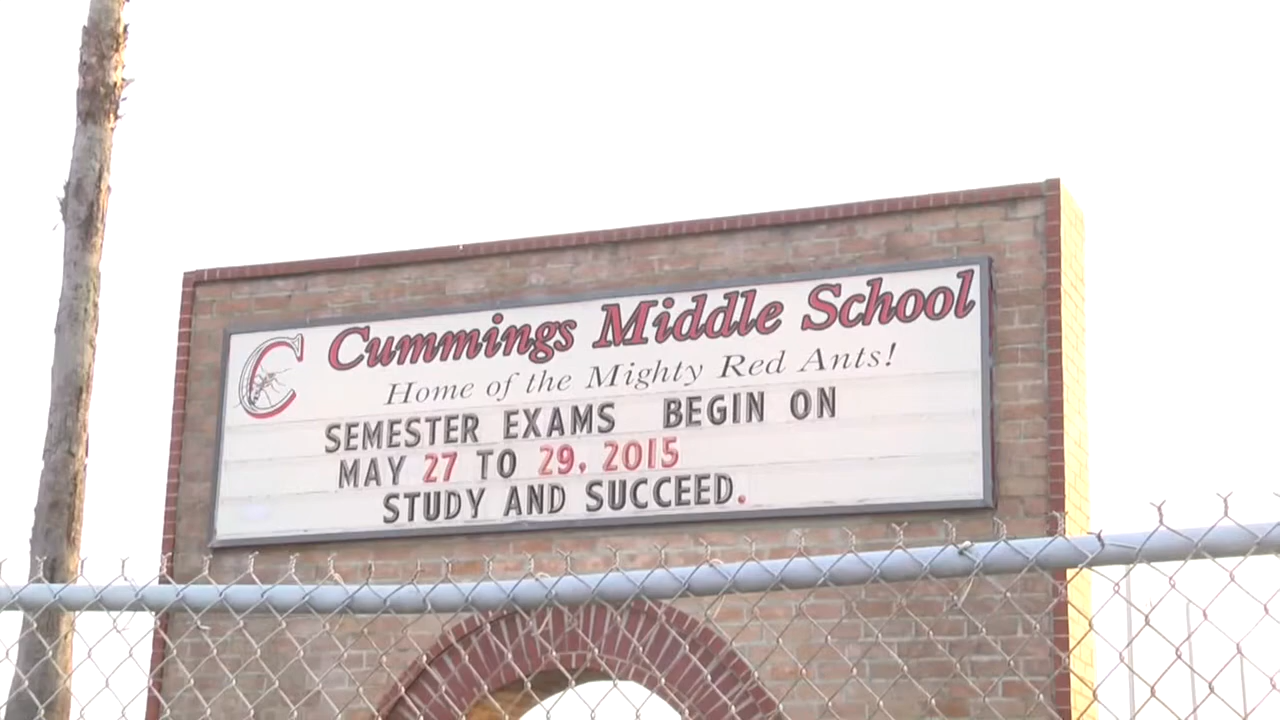 C
Cummings Middle School
Home of the Mighty Red Ants!
SEMESTER EXAMS BEGIN ON
MAY 27 TO 29, 2015
STUDY AND SUCCEED.